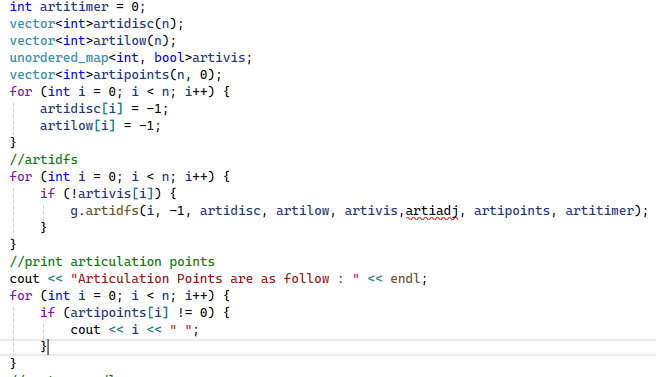 int artitimer = 0;
vector<int>artidisc(n);
vector<int>artilow(n);
unordered_map<int, bool>artivis;
vector<int>artipoints(n, 0);
for (int i = 0; i < n; i++) {
    artidisc[i] = -1;
    artilow[i] = -1;
}
//artidfs
for (int i = 0; i < n; i++) {
    if (!artivis[i]) {
        g.artidfs(i, -1, artidisc, artilow, artivis,artiadj, artipoints, artitimer);
    }
}
//print articulation points
cout << "Articulation Points are as follow : " << endl;
for (int i = 0; i < n; i++) {
    if (artipoints[i] != 0) {
        cout << i << " ";
    }
}